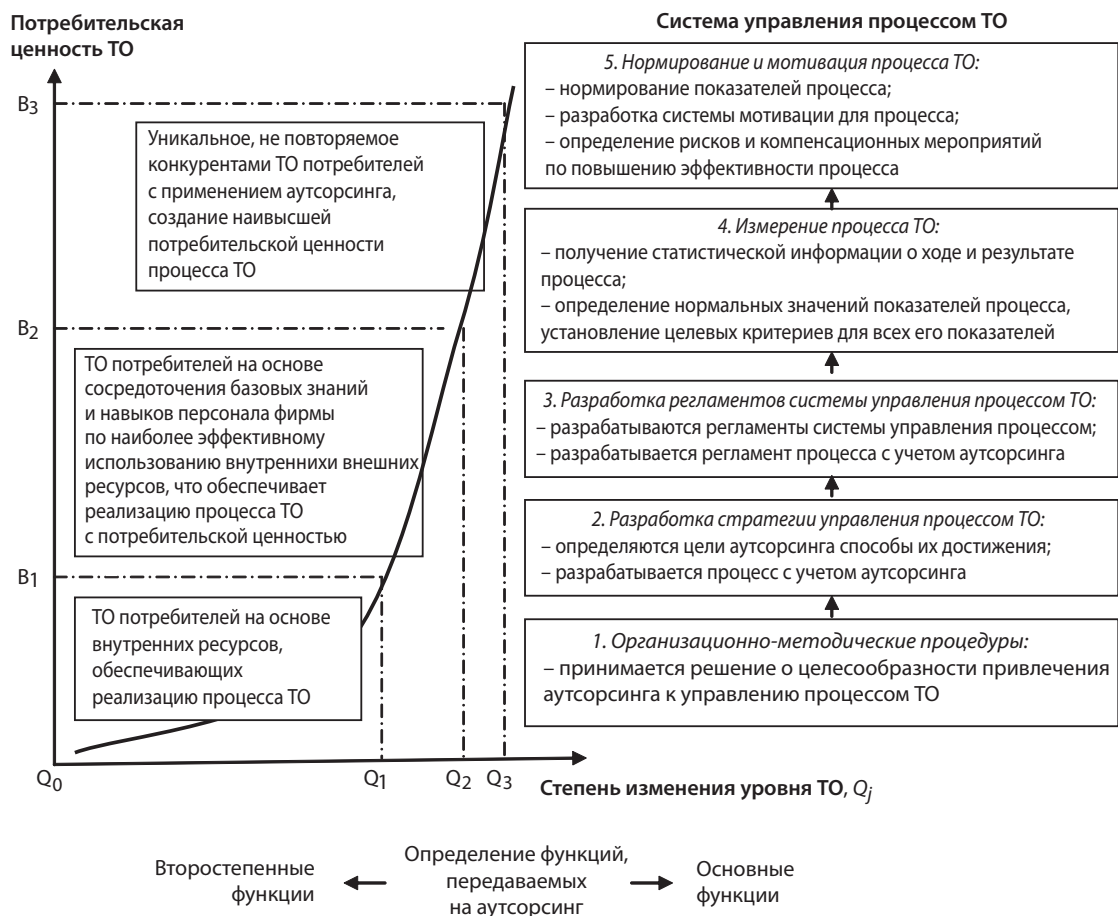 Потребительская
ценность ТО
B3
Уникальное, не повторяемое
конкурентами ТО потребителей
с применением аутсорсинга,
создание наивысшей
потребительской ценности
процесса ТО
B2
ТО потребителей на основе
сосредоточения базовых знаний
и навыков персонала фирмы
по наиболее эффективному
использованию внутреннихи внешних
ресурсов, что обеспечивает
реализацию процесса ТО
с потребительской ценностью
B1
ТО потребителей на основе
внутренних ресурсов,
обеспечивающих
реализацию процесса ТО
Q0
Q1
Q2
Q3
Степень изменения уровня ТО, Qj
Система управления процессом ТО
5. Нормирование и мотивация процесса ТО:
– нормирование показателей процесса;
– разработка системы мотивации для процесса;
– определение рисков и компенсационных мероприятий
по повышению эффективности процесса
4. Измерение процесса ТО:
– получение статистической информации о ходе и результате
процесса;
– определение нормальных значений показателей процесса,
установление целевых критериев для всех его показателей
3. Разработка регламентов системы управления процессом ТО:
– разрабатываются регламенты системы управления процессом;
– разрабатывается регламент процесса с учетом аутсорсинга
2. Разработка стратегии управления процессом ТО:
– определяются цели аутсорсинга способы их достижения;
– разрабатывается процесс с учетом аутсорсинга
1. Организационно-методические процедуры:
– принимается решение о целесообразности привлечения
аутсорсинга к управлению процессом ТО
Второстепенные
функции
Определение функций,
передаваемых
на аутсорсинг
Основные
функции